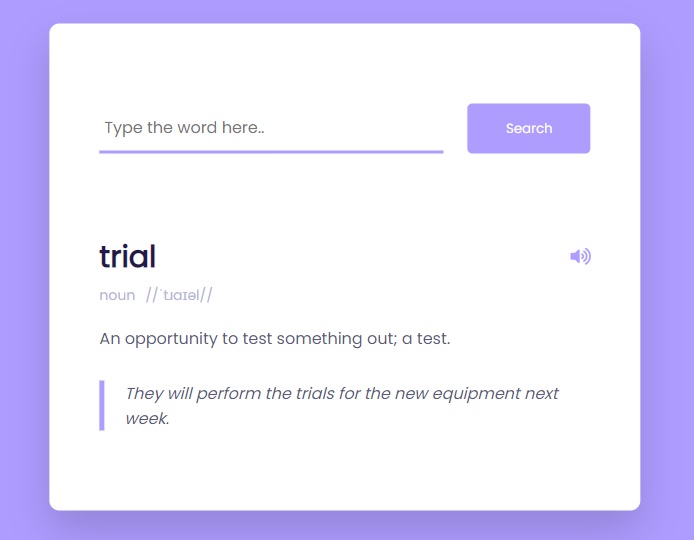 Type the word here..
Search
trial
noun //ˈtɹaɪəl//
An opportunity to test something out; a test.
They will perform the trials for the new equipment next
week.